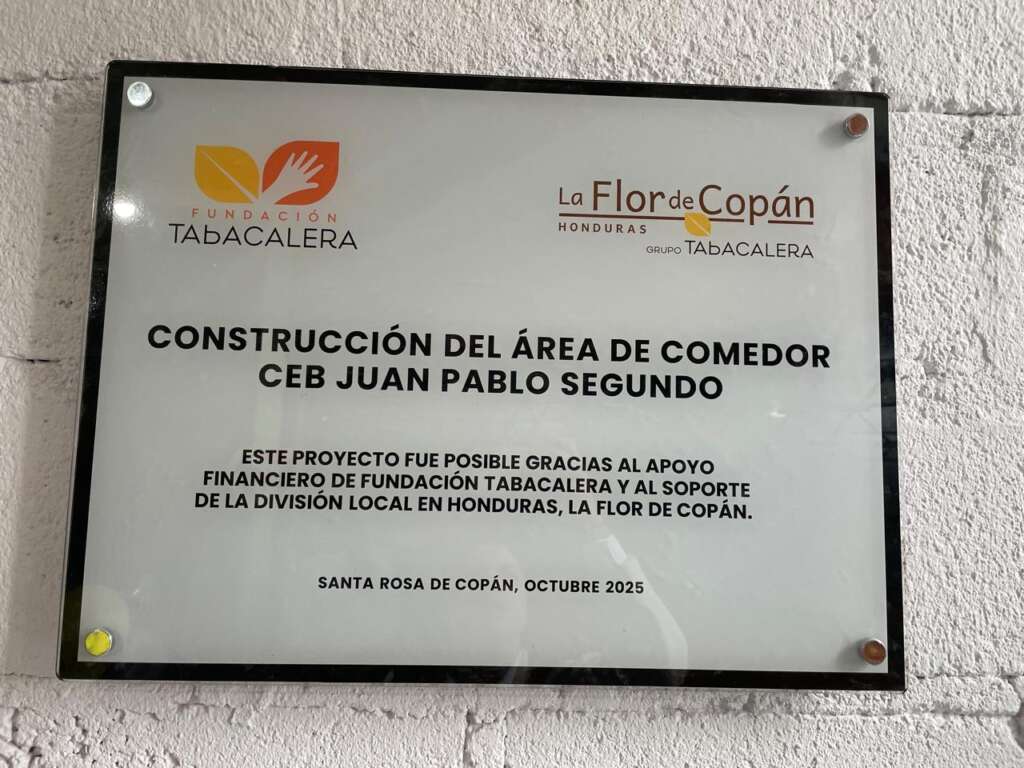 FUNDACIÓN
TABACALERA
La Flor de Copán
HONDURAS
GRUPO TABACALERA
CONSTRUCCIÓN DEL ÁREA DE COMEDOR
CEB JUAN PABLO SEGUNDO
ESTE PROYECTO FUE POSIBLE GRACIAS AL APOYO
FINANCIERO DE FUNDACIÓN TABACALERA Y AL SOPORTE
DE LA DIVISIÓN LOCAL EN HONDURAS, LA FLOR DE COPÁN.
SANTA ROSA DE COPÁN, OCTUBRE 2025